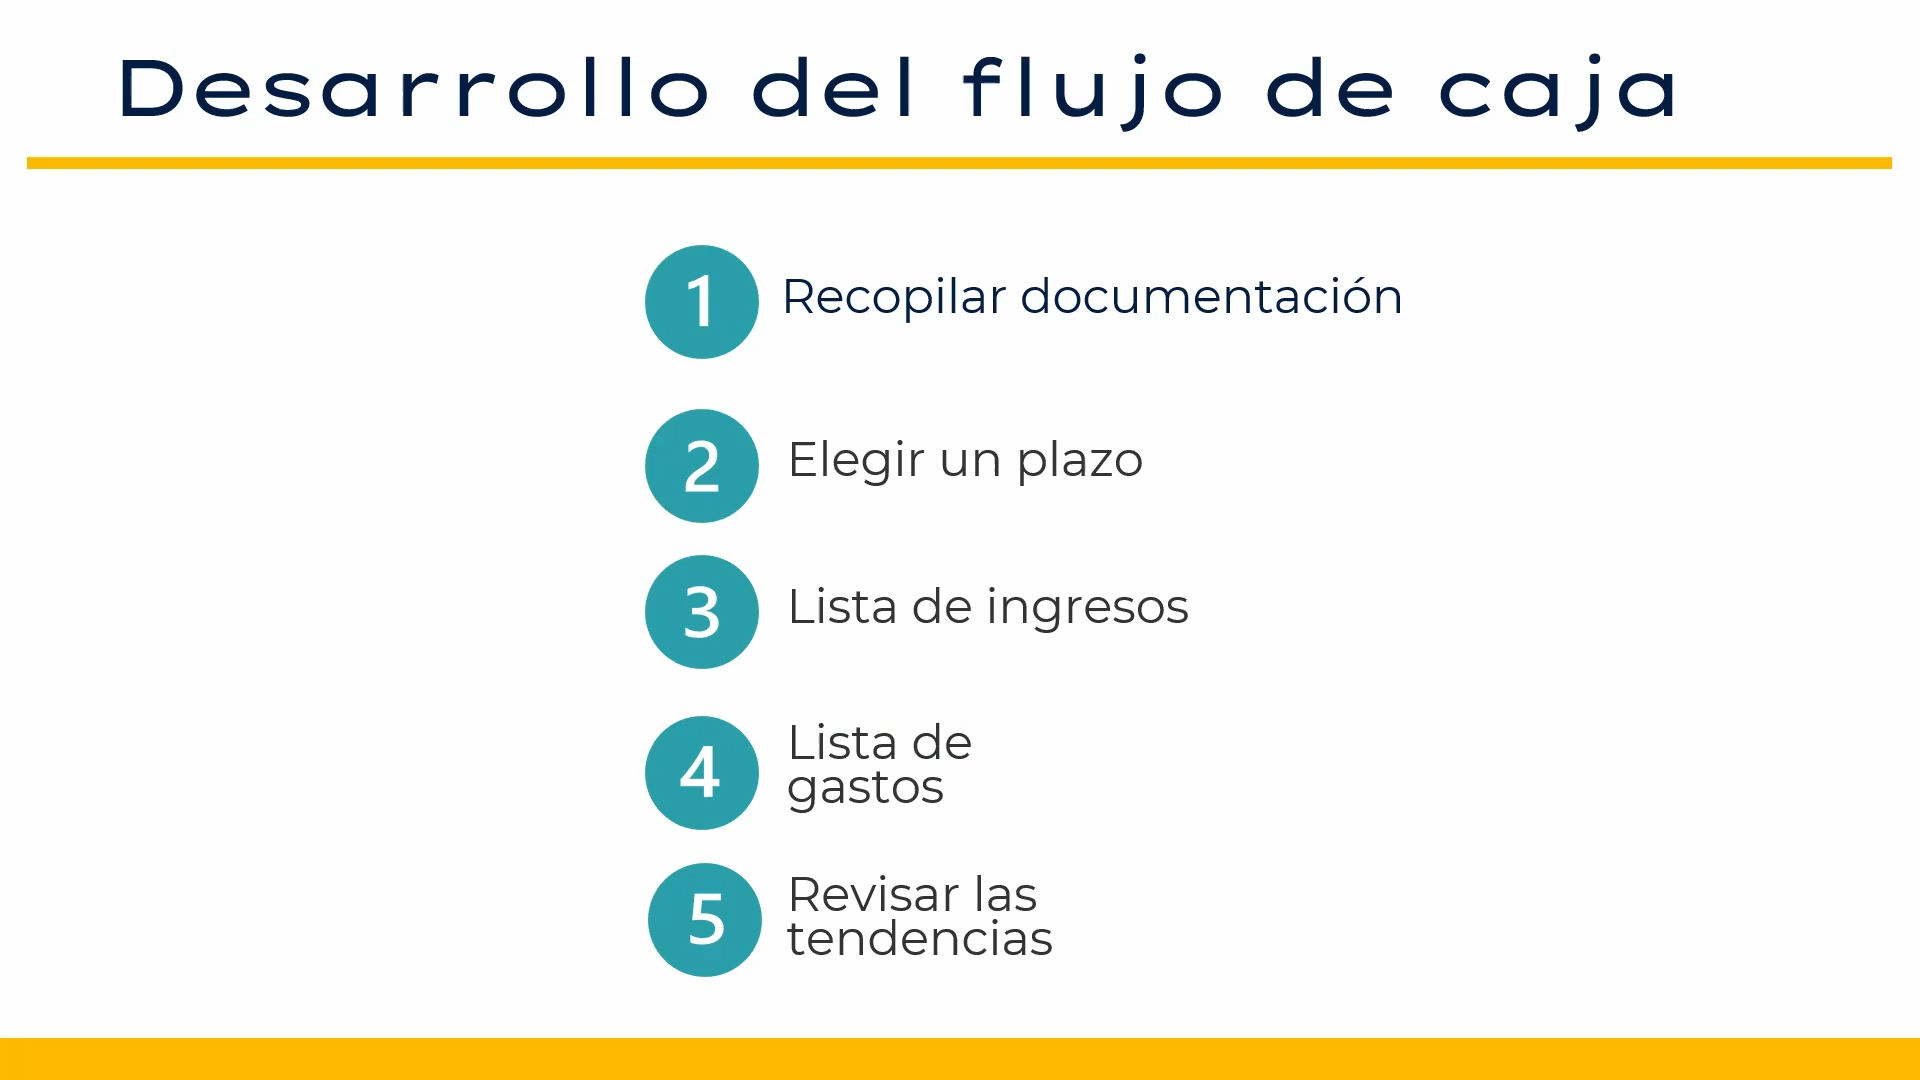 Desarrollo del flujo de caja
1 Recopilar documentación
2 Elegir un plazo
3 Lista de ingresos
4 Lista de
gastos
5 Revisar las
tendencias